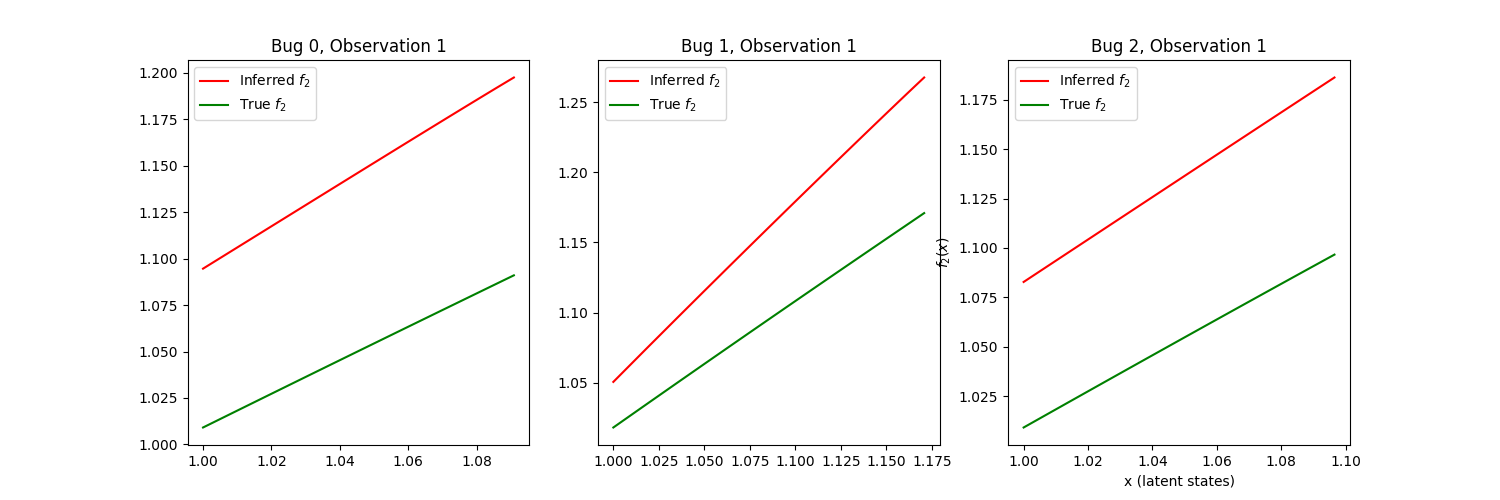 Bug 0, Observation 1
Inferred f₂
True f₂
1.200
1.175
1.150
1.125
1.100
1.075
1.050
1.025
1.000
1.00 1.02 1.04 1.06 1.08
Bug 1, Observation 1
Inferred f₂
True f₂
1.25
1.20
1.15
1.10
1.05
1.000 1.025 1.050 1.075 1.100 1.125 1.150 1.175
Bug 2, Observation 1
Inferred f₂
True f₂
f₂(x)
1.175
1.150
1.125
1.100
1.075
1.050
1.025
1.00 1.02 1.04 1.06 1.08 1.10
x (latent states)